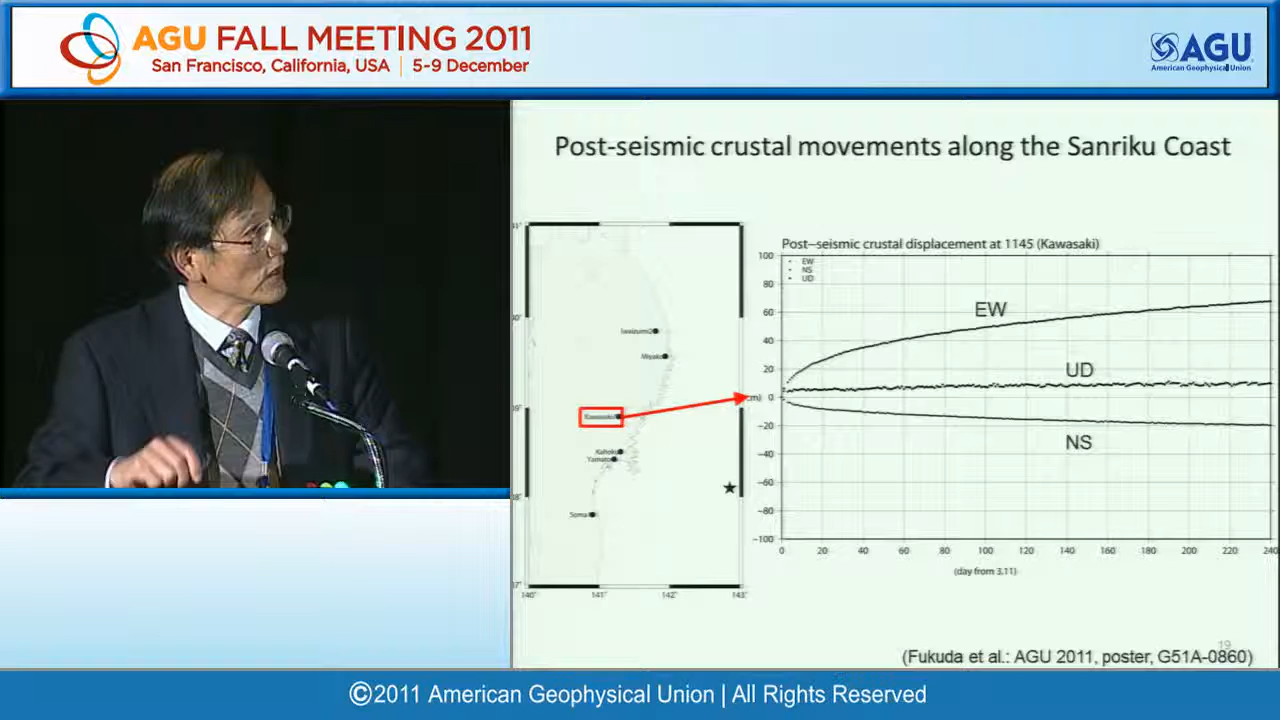 AGU FALL MEETING 2011
San Francisco, California, USA | 5-9 December
AGU
American Geophysical Union
Post-seismic crustal movements along the Sanriku Coast
Post-seismic crustal displacement at 1145 (Kawasaki)
EW
NS
UD
100
80
60
40
20
0
-20
-40
-60
-80
-100
EW
UD
NS
0 20 40 60 80 100 120 140 160 180 200 220 240
(day from 3.11)
Iwaizumi2
Miyako
Kawasaki
Kahoku
Yamato
Soma
140° 141° 142° 143°
19
(Fukuda et al.: AGU 2011, poster, G51A-0860)
©2011 American Geophysical Union | All Rights Reserved